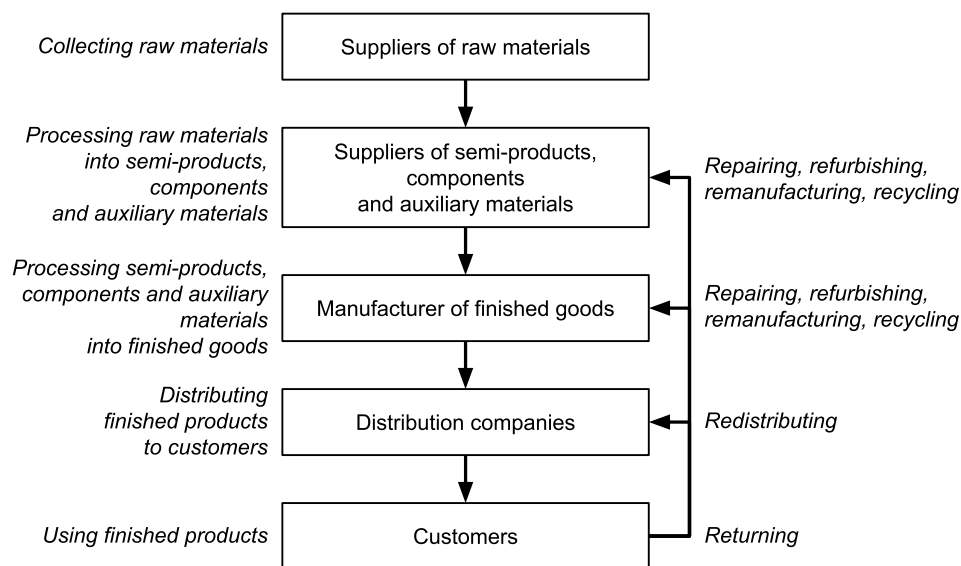 Collecting raw materials
Suppliers of raw materials
Processing raw materials
into semi-products,
components
and auxiliary materials
Suppliers of semi-products,
components
and auxiliary materials
Repairing, refurbishing,
remanufacturing, recycling
Processing semi-products,
components and auxiliary
materials
into finished goods
Manufacturer of finished goods
Repairing, refurbishing,
remanufacturing, recycling
Distributing
finished products
to customers
Distribution companies
Redistributing
Using finished products
Customers
Returning